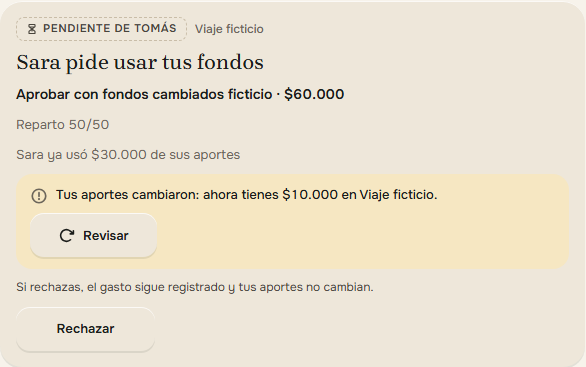 PENDIENTE DE TOMÁS Viaje ficticio
Sara pide usar tus fondos
Aprobar con fondos cambiados ficticio · $60.000
Reparto 50/50
Sara ya usó $30.000 de sus aportes
Tus aportes cambiaron: ahora tienes $10.000 en Viaje ficticio.
Revisar
Si rechazas, el gasto sigue registrado y tus aportes no cambian.
Rechazar